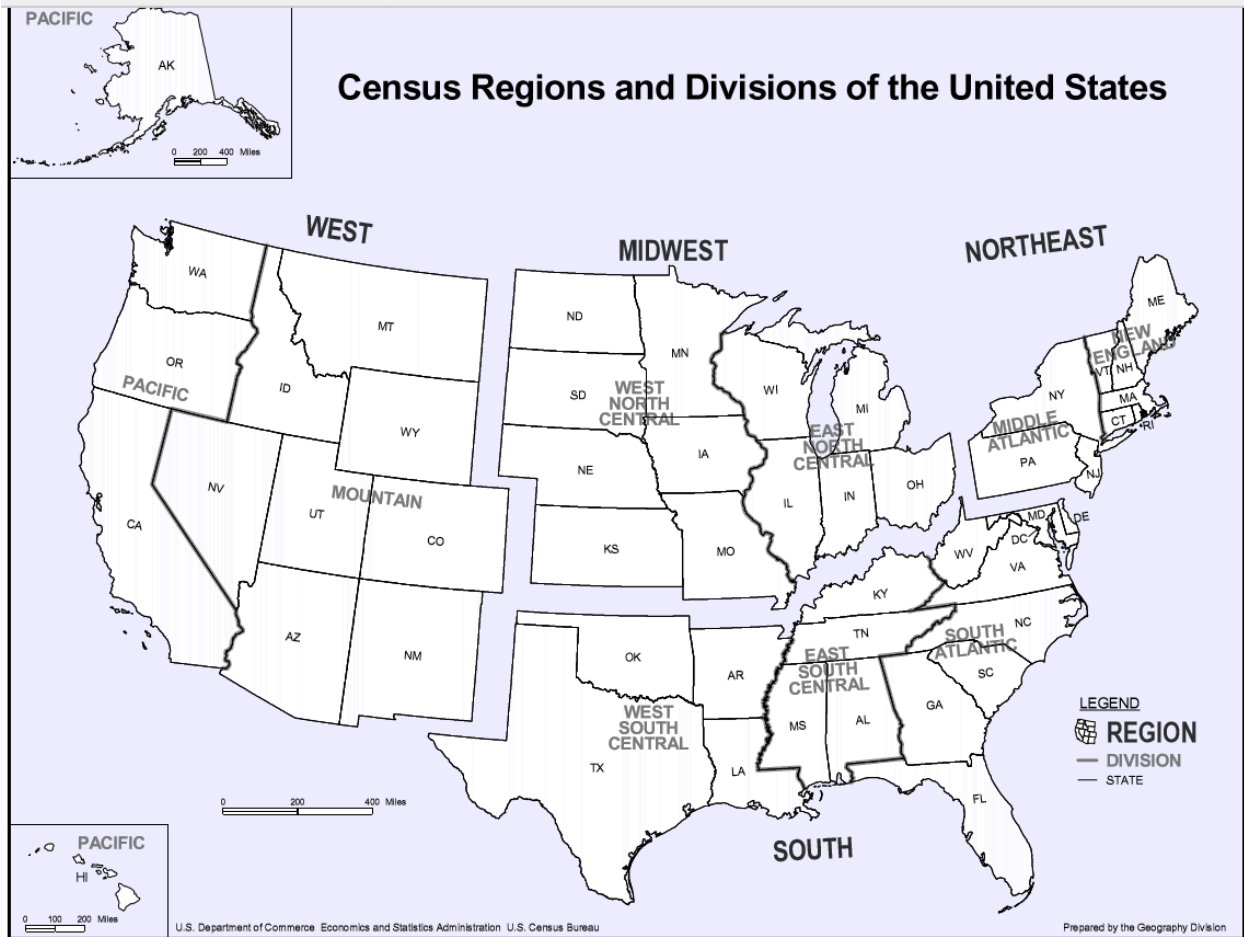 PACIFIC
AK
0 200 400 Miles
Census Regions and Divisions of the United States
WEST
MIDWEST
NORTHEAST
WA
MT
OR
ID
WY
PACIFIC
NV
UT
CO
CA
AZ
NM
MOUNTAIN
ND
SD
NE
KS
MN
IA
MO
WEST
NORTH
CENTRAL
WI
MI
IL
IN
OH
EAST
NORTH
CENTRAL
ME
NEW
ENGLAND
VT
NH
MA
CT
RI
NY
MIDDLE
ATLANTIC
PA
NJ
MD
DE
DC
WV
VA
NC
SOUTH
ATLANTIC
SC
GA
FL
KY
TN
EAST
SOUTH
CENTRAL
MS
AL
OK
AR
WEST
SOUTH
CENTRAL
TX
LA
SOUTH
LEGEND
REGION
DIVISION
STATE
0 200 400 Miles
PACIFIC
HI
0 100 200 Miles
U.S. Department of Commerce Economics and Statistics Administration U.S. Census Bureau
Prepared by the Geography Division